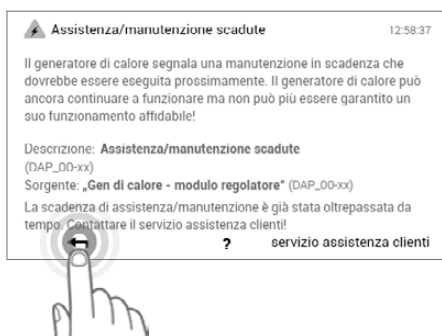 Assistenza/manutenzione scadute 12:58:37
Il generatore di calore segnala una manutenzione in scadenza che
dovrebbe essere eseguita prossimamente. Il generatore di calore può
ancora continuare a funzionare ma non può più essere garantito un
suo funzionamento affidabile!
Descrizione: Assistenza/manutenzione scadute
(DAP_00-xx)
Sorgente: „Gen di calore - modulo regolatore“ (DAP_00-xx)
La scadenza di assistenza/manutenzione è già stata oltrepassata da
tempo. Contattare il servizio assistenza clienti!
? servizio assistenza clienti